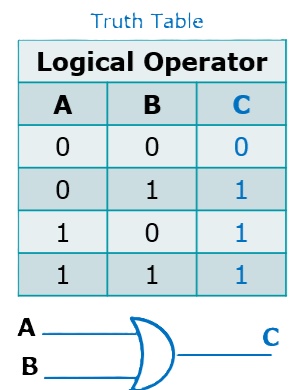 Truth Table
Logical Operator
A B C
0 0 0
0 1 1
1 0 1
1 1 1
A
C
B